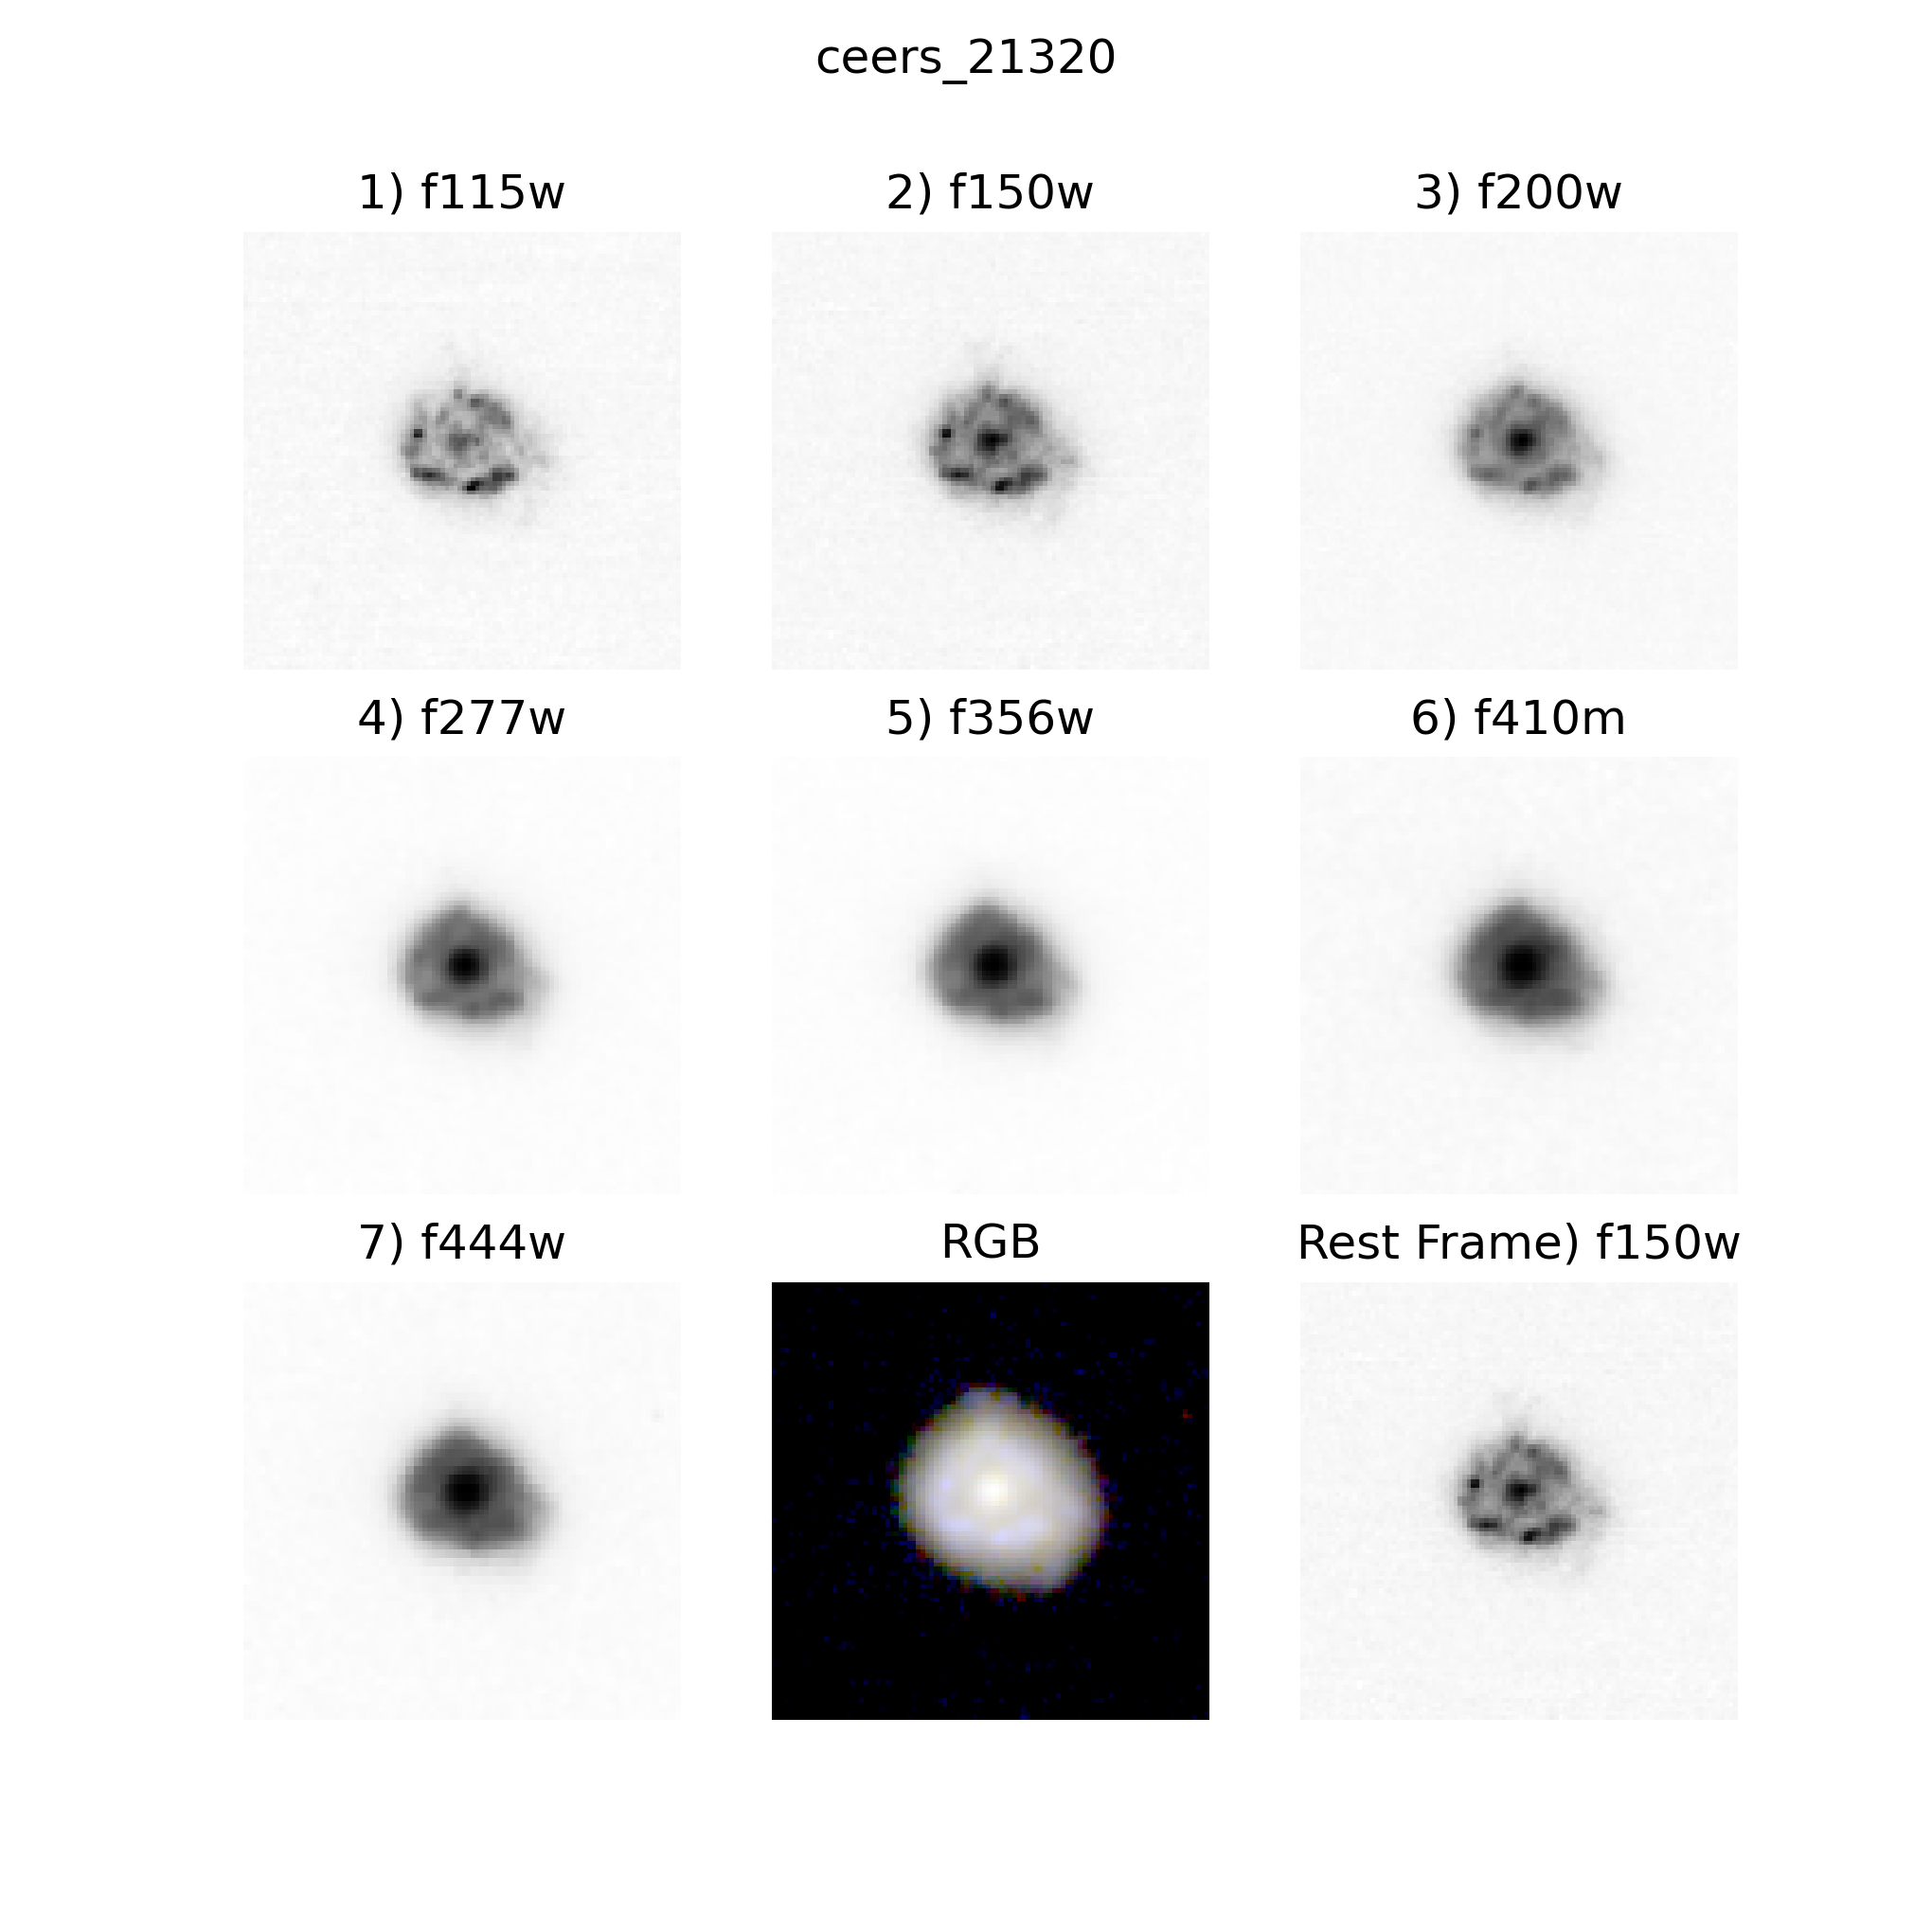 ceers_21320
1) f115w
2) f150w
3) f200w
4) f277w
5) f356w
6) f410m
7) f444w
RGB
Rest Frame) f150w